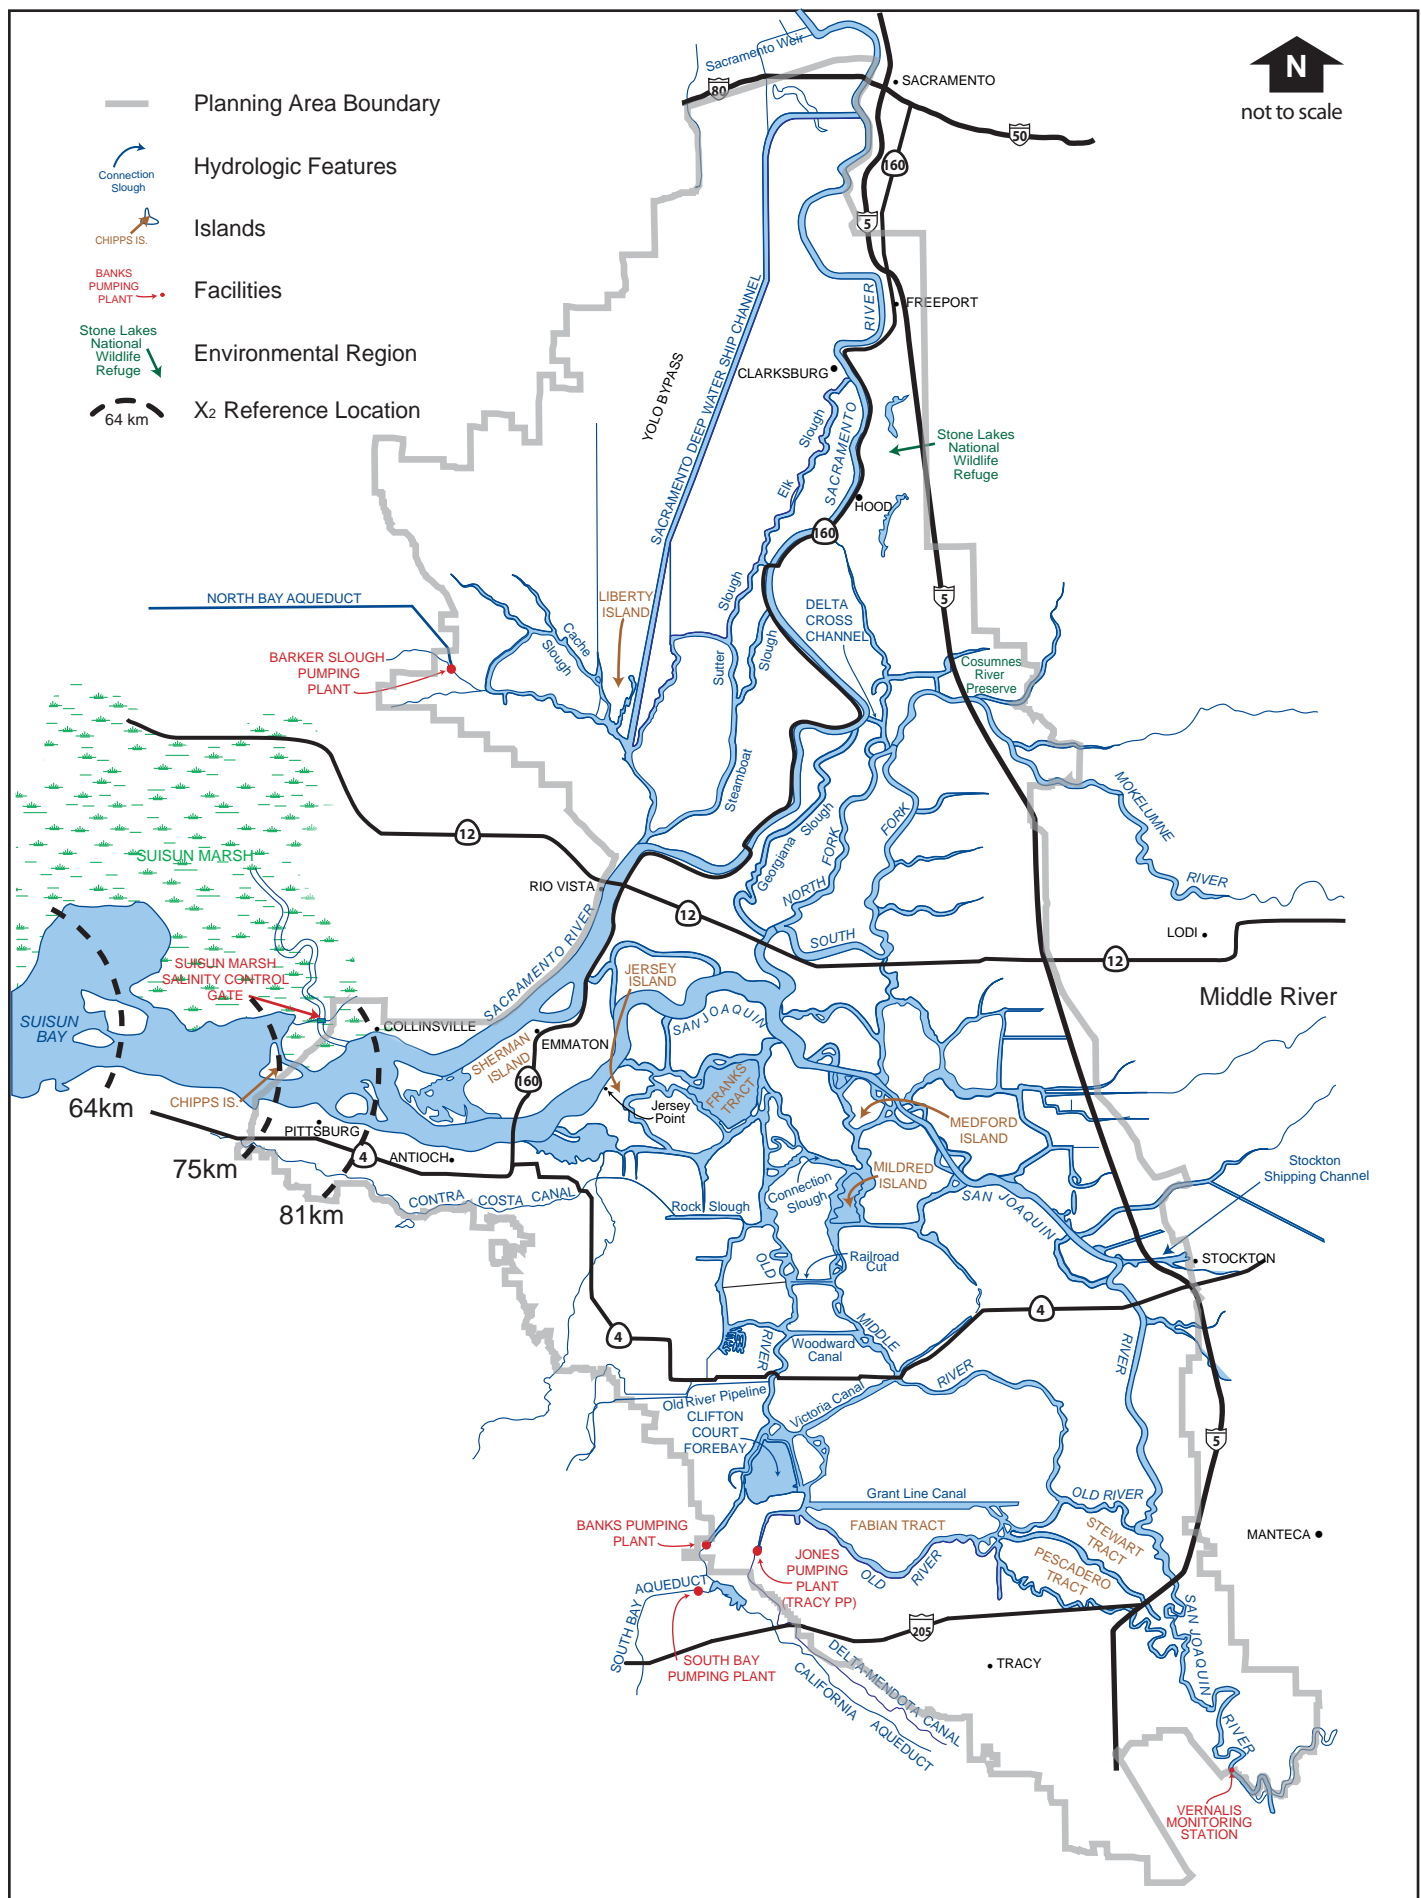 N
not to scale
Planning Area Boundary
Connection
Slough
Hydrologic Features
CHIPPS IS.
Islands
BANKS
PUMPING
PLANT
Facilities
Stone Lakes
National
Wildlife
Refuge
Environmental Region
64 km
X2 Reference Location
Sacramento Weir
80
SACRAMENTO
50
160
5
FREEPORT
RIVER
CLARKSBURG
YOLO BYPASS
SACRAMENTO DEEP WATER SHIP CHANNEL
Elk
Slough
SACRAMENTO
Stone Lakes
National
Wildlife
Refuge
HOOD
160
5
NORTH BAY AQUEDUCT
LIBERTY
ISLAND
Cache
Slough
Sutter
Slough
Slough
Steamboat
DELTA
CROSS
CHANNEL
Cosumnes
River
Preserve
BARKER SLOUGH
PUMPING
PLANT
MOKELUMNE
RIVER
12
SUISUN MARSH
RIO VISTA
Georgiana Slough
NORTH
FORK
SOUTH
FORK
12
LODI
12
SUISUN MARSH
SALINITY CONTROL
GATE
SACRAMENTO RIVER
JERSEY
ISLAND
Middle River
SUISUN
BAY
COLLINSVILLE
SHERMAN
ISLAND
EMMATON
160
SAN JOAQUIN
FRANKS
TRACT
Jersey
Point
64km
CHIPPS IS.
PITTSBURG
4
ANTIOCH
75km
81km
CONTRA COSTA CANAL
MEDFORD
ISLAND
MILDRED
ISLAND
Connection
Slough
Rock Slough
SAN JOAQUIN
Stockton
Shipping Channel
STOCKTON
OLD
Railroad
Cut
4
4
RIVER
MIDDLE
Woodward
Canal
RIVER
RIVER
Old River Pipeline
Victoria Canal
CLIFTON
COURT
FOREBAY
5
Grant Line Canal
OLD RIVER
BANKS PUMPING
PLANT
FABIAN TRACT
STEWART
TRACT
MANTECA
JONES
PUMPING
PLANT
(TRACY PP)
OLD
RIVER
PESCADERO
TRACT
SOUTH BAY
AQUEDUCT
205
SAN JOAQUIN
RIVER
SOUTH BAY
PUMPING PLANT
TRACY
DELTA-MENDOTA CANAL
CALIFORNIA AQUEDUCT
VERNALIS
MONITORING
STATION